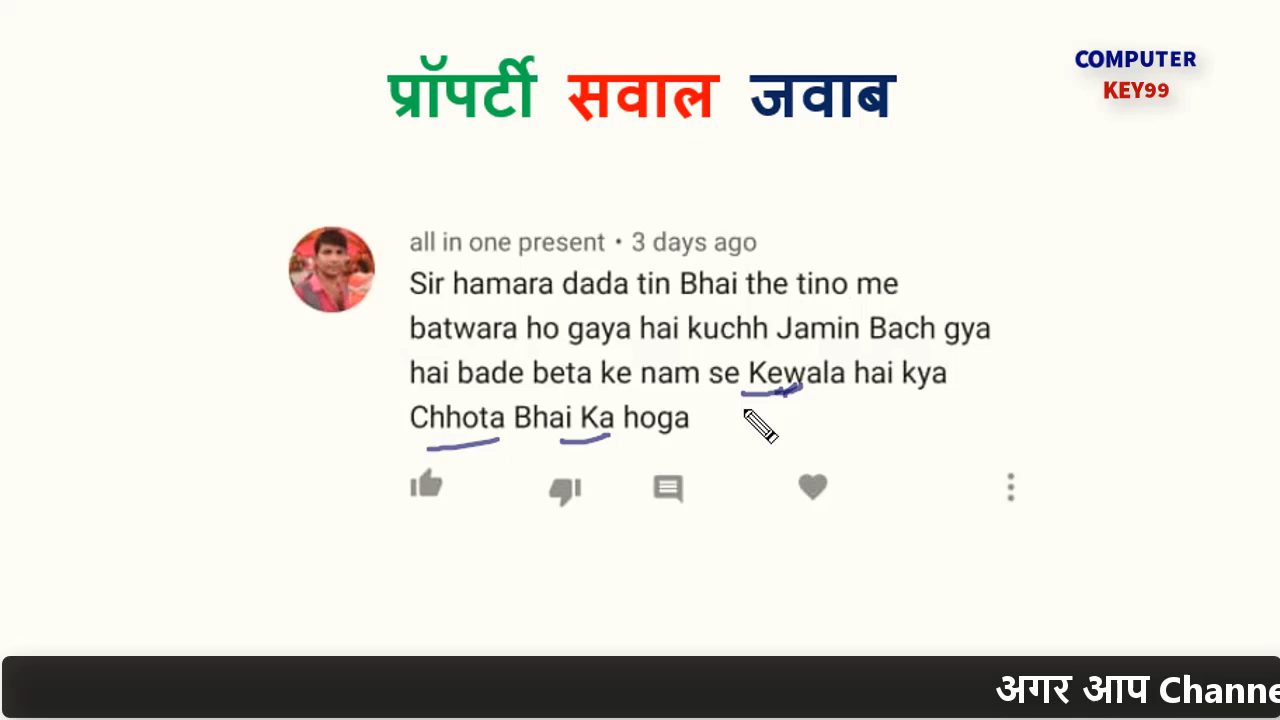 प्रॉपर्टी सवाल जवाब
COMPUTER
KEY99
all in one present • 3 days ago
Sir hamara dada tin Bhai the tino me
batwara ho gaya hai kuchh Jamin Bach gya
hai bade beta ke nam se Kewala hai kya
Chhota Bhai Ka hoga
अगर आप Channe